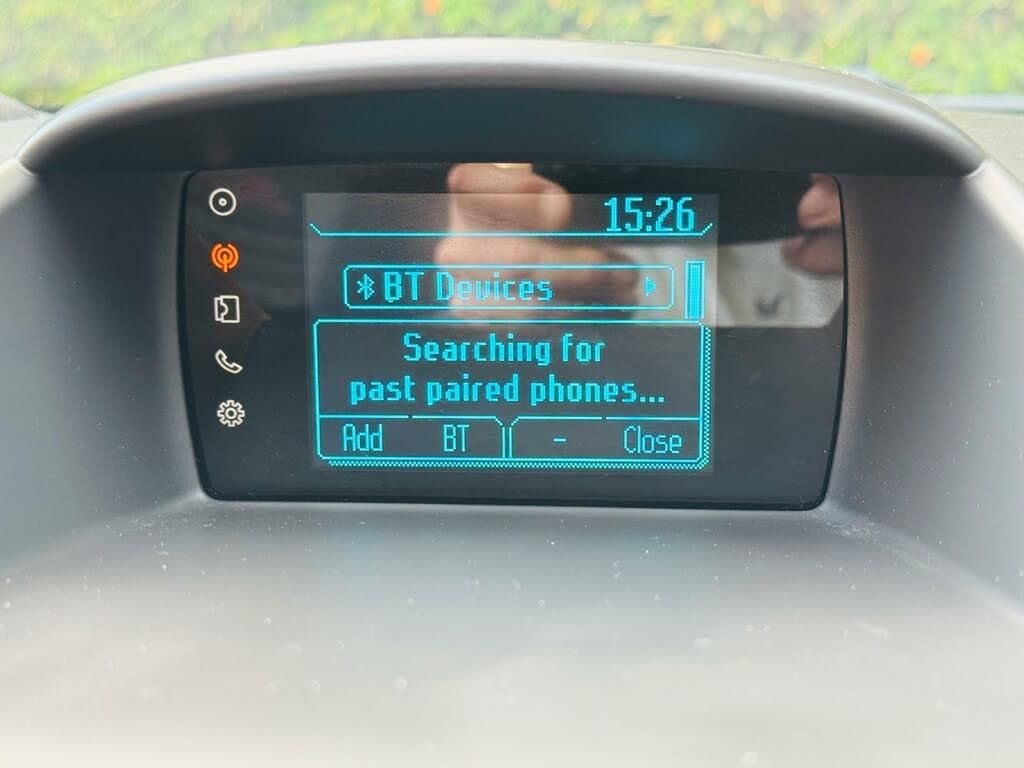 15:26
BT Devices
Searching for
past paired phones...
Add BT - Close